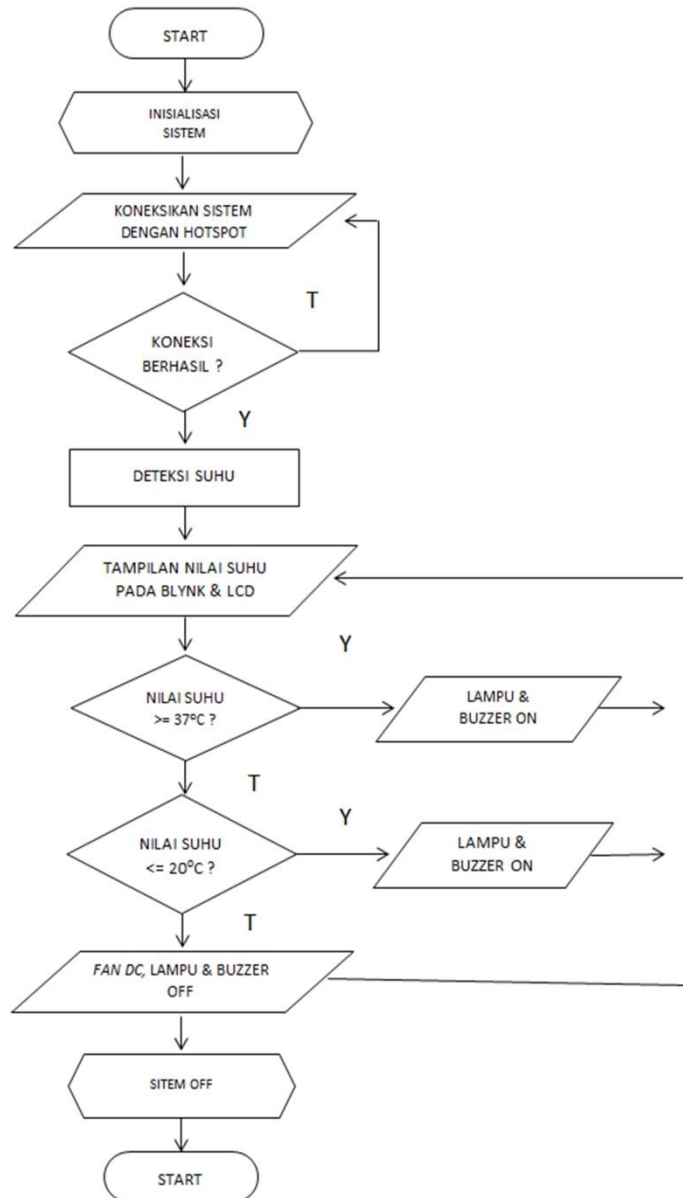 START
INISIALISASI
SISTEM
KONEKSIKAN SISTEM
DENGAN HOTSPOT
T
KONEKSI
BERHASIL ?
Y
DETEKSI SUHU
TAMPILAN NILAI SUHU
PADA BLYNK & LCD
Y
NILAI SUHU
>= 37°C ?
LAMPU &
BUZZER ON
T
Y
NILAI SUHU
<= 20°C ?
LAMPU &
BUZZER ON
T
FAN DC, LAMPU & BUZZER
OFF
SITEM OFF
START